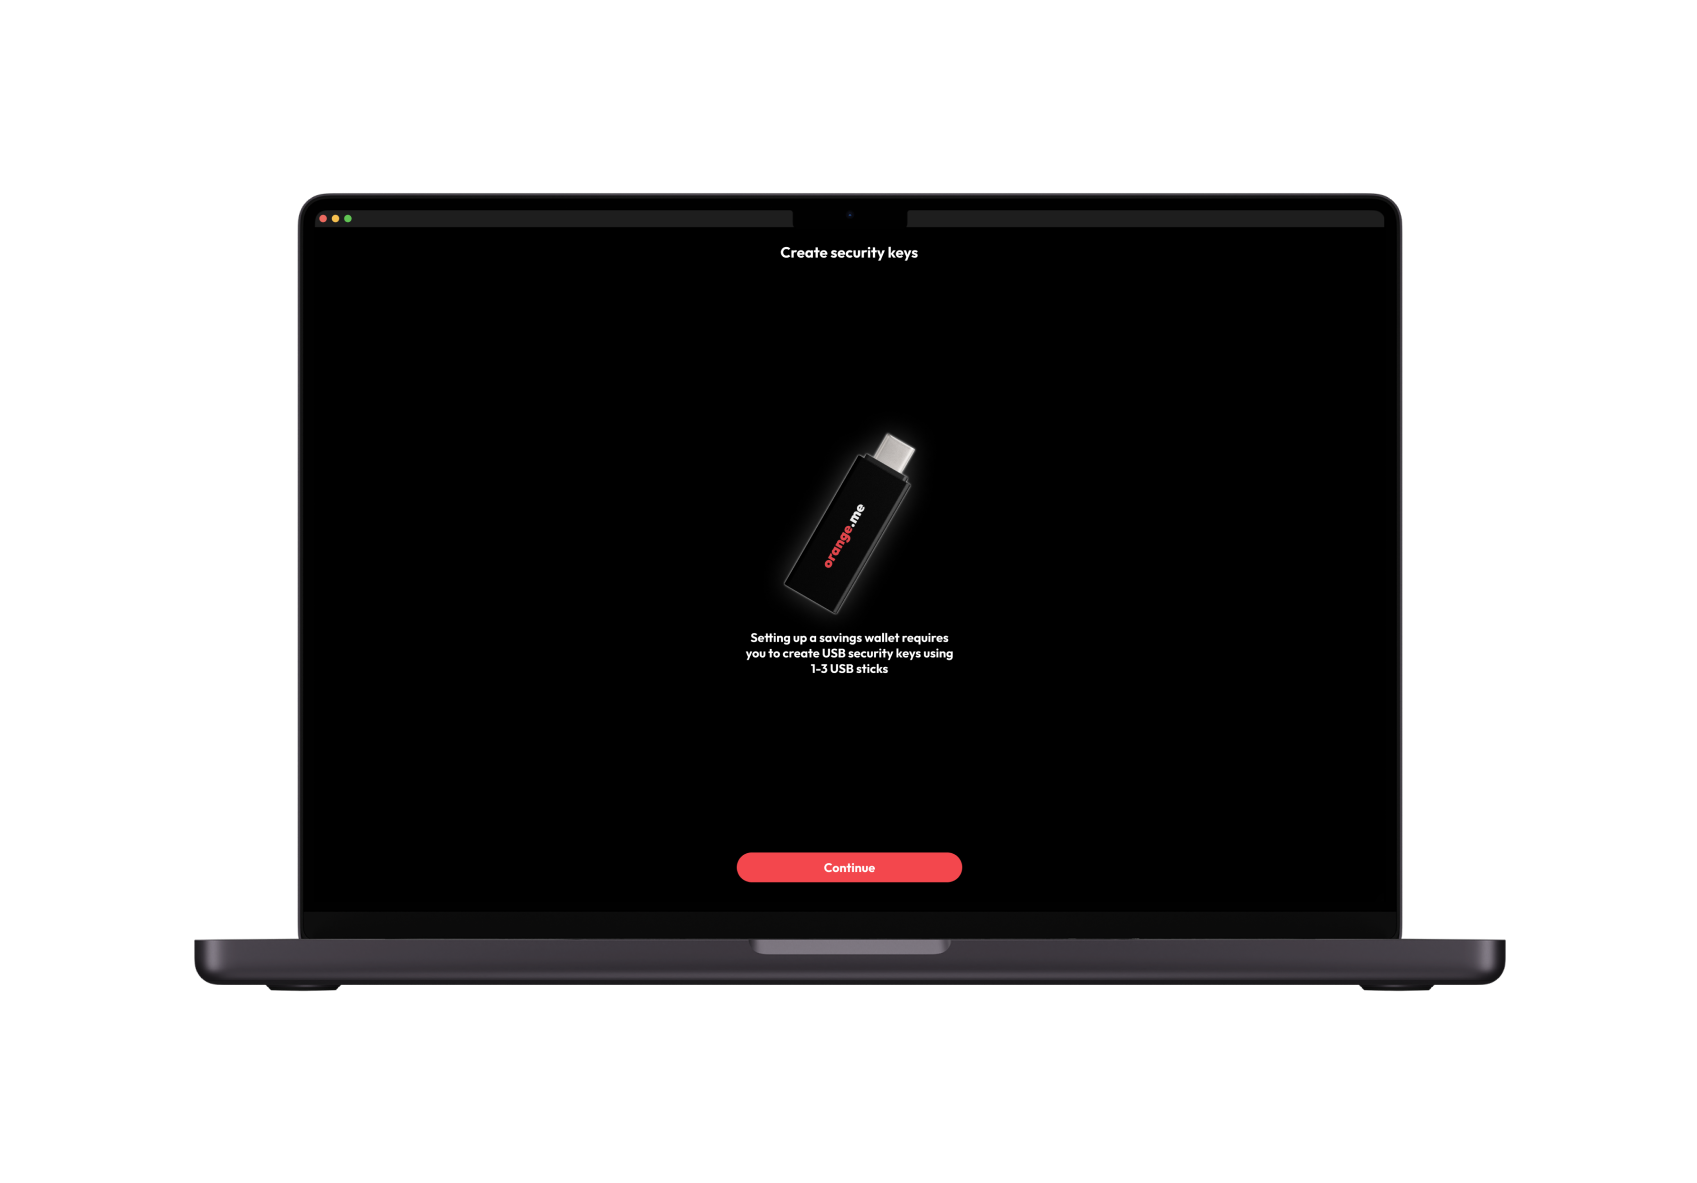 Create security keys
orange.me
Setting up a savings wallet requires
you to create USB security keys using
1-3 USB sticks
Continue